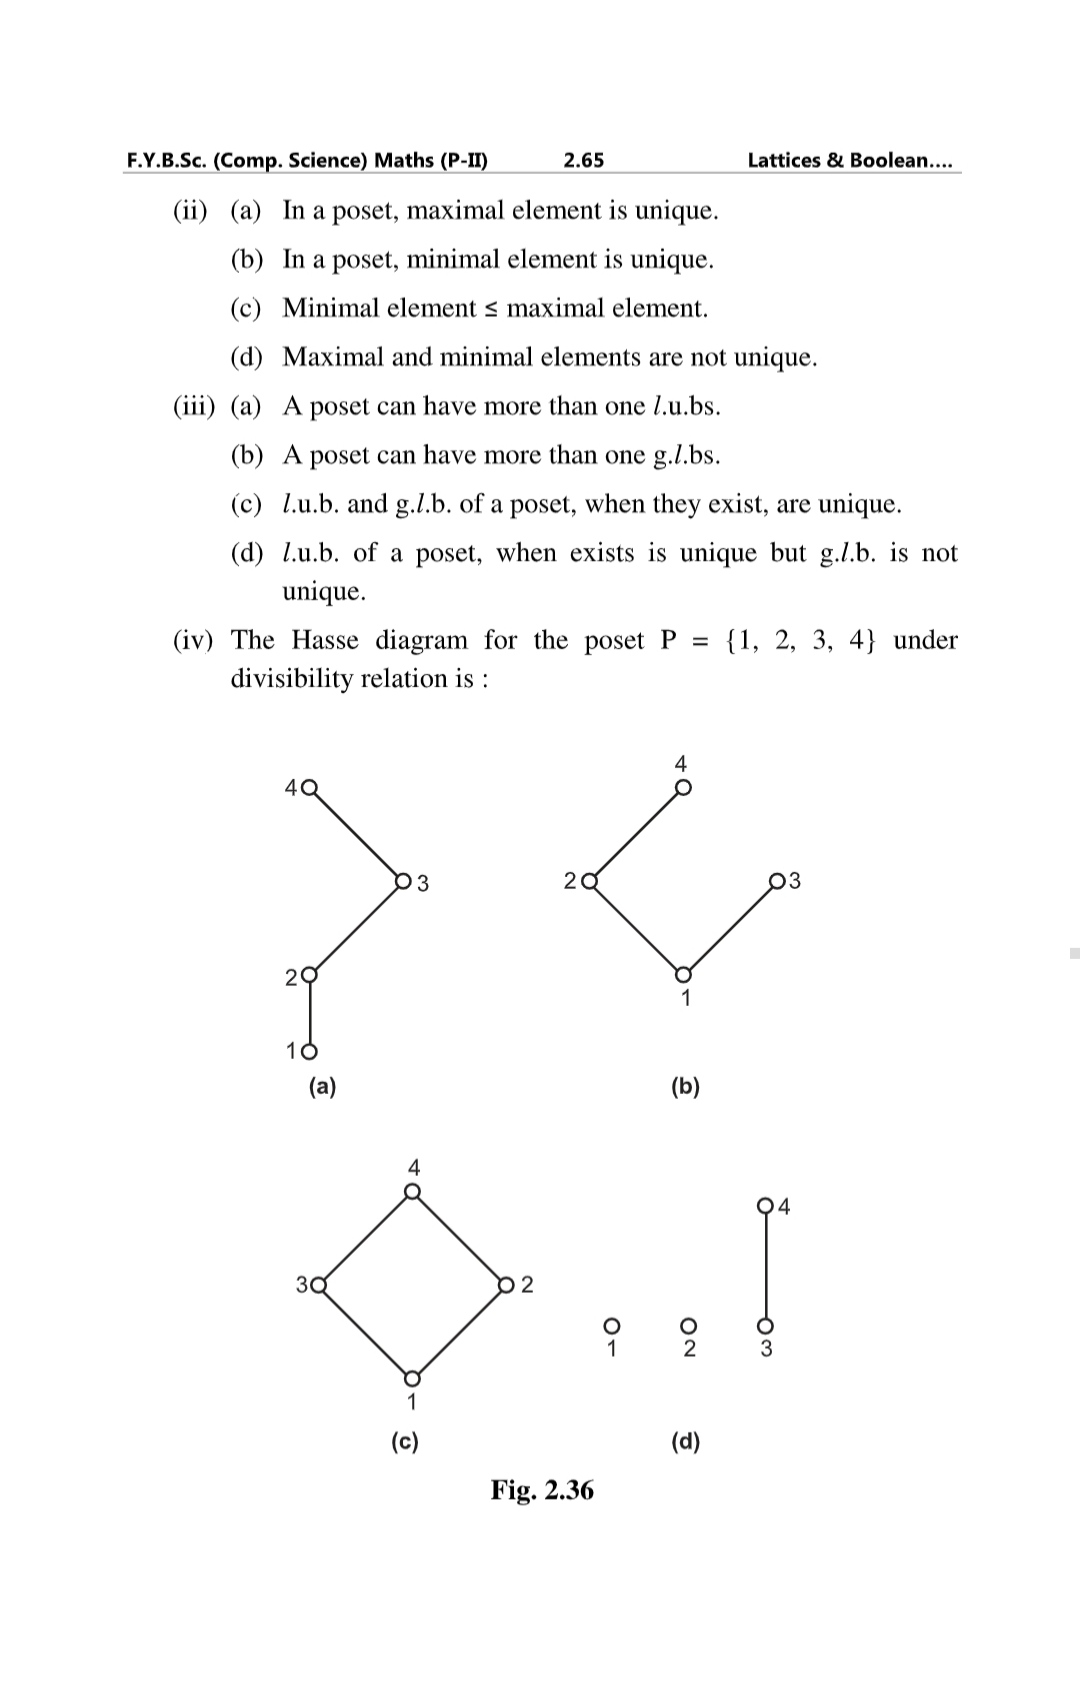 F.Y.B.Sc. (Comp. Science) Maths (P-II) 2.65 Lattices & Boolean....
(ii) (a) In a poset, maximal element is unique.
(b) In a poset, minimal element is unique.
(c) Minimal element ≤ maximal element.
(d) Maximal and minimal elements are not unique.
(iii) (a) A poset can have more than one l.u.bs.
(b) A poset can have more than one g.l.bs.
(c) l.u.b. and g.l.b. of a poset, when they exist, are unique.
(d) l.u.b. of a poset, when exists is unique but g.l.b. is not
unique.
(iv) The Hasse diagram for the poset P = {1, 2, 3, 4} under
divisibility relation is :
4
3
2
1
(a)
4
2
3
1
(b)
4
3
2
1
(c)
4
1
2
3
(d)
Fig. 2.36